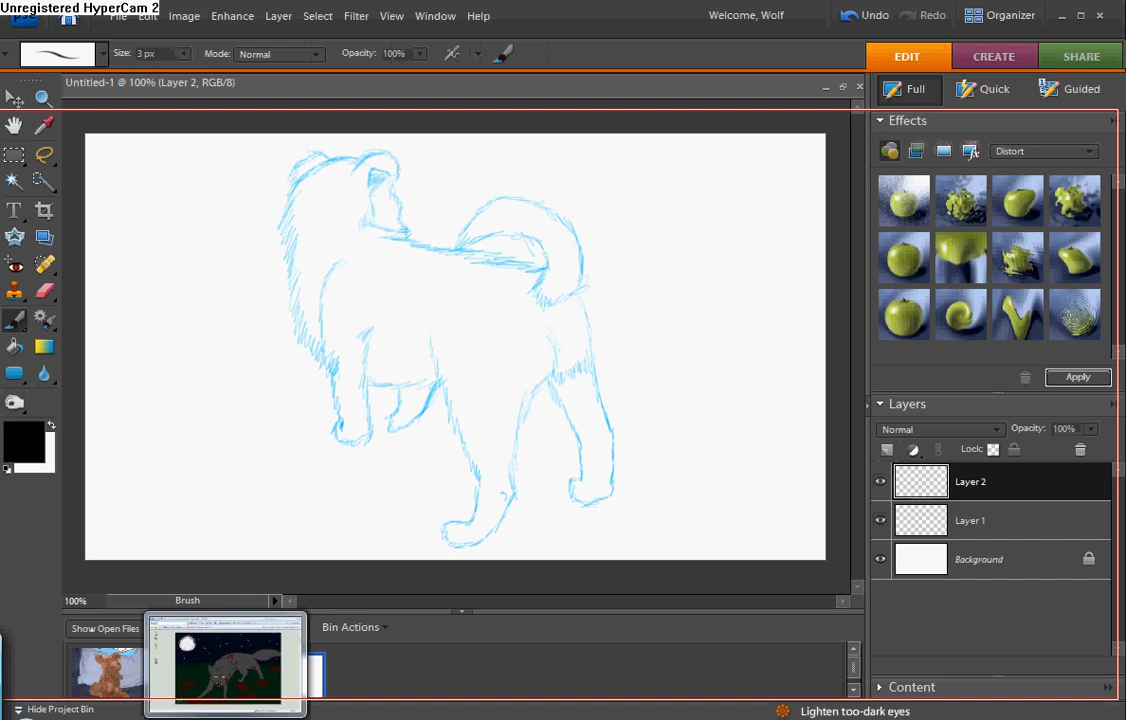 Unregistered HyperCam 2
File Edit Image Enhance Layer Select Filter View Window Help
Welcome, Wolf
Undo Redo Organizer
Size: 3 px Mode: Normal Opacity: 100%
EDIT CREATE SHARE
Untitled-1 @ 100% (Layer 2, RGB/8)
Full Quick Guided
Effects
Distort
Apply
Layers
Normal Opacity: 100%
Lock:
Layer 2
Layer 1
Background
100% Brush
Show Open Files Bin Actions
Content
Hide Project Bin Lighten too-dark eyes